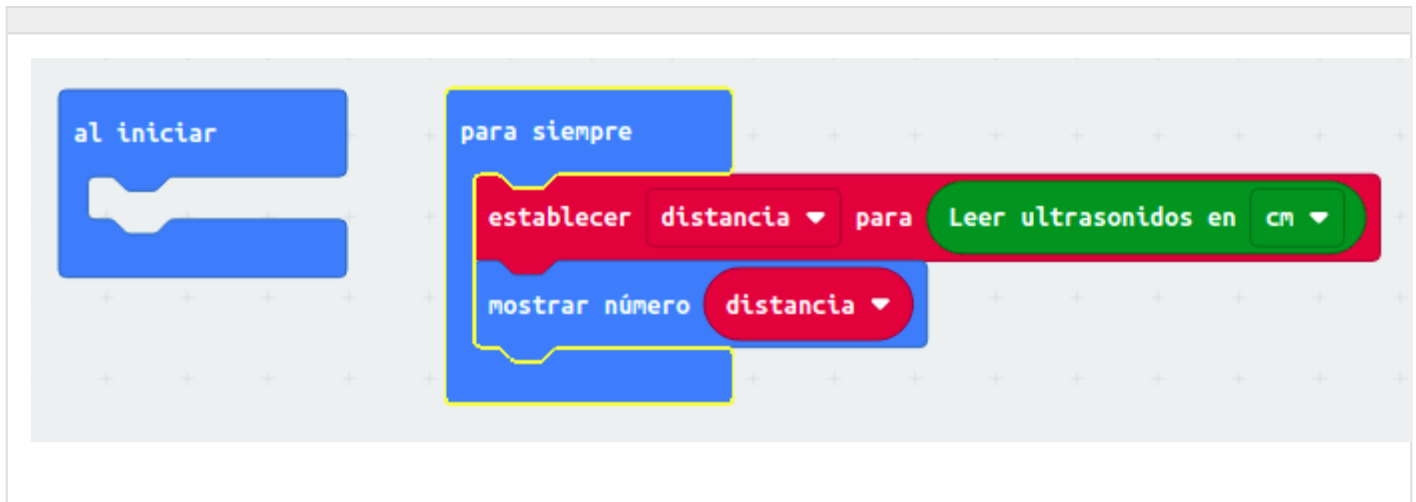 al iniciar
para siempre
establecer distancia para Leer ultrasonidos en cm
mostrar número distancia